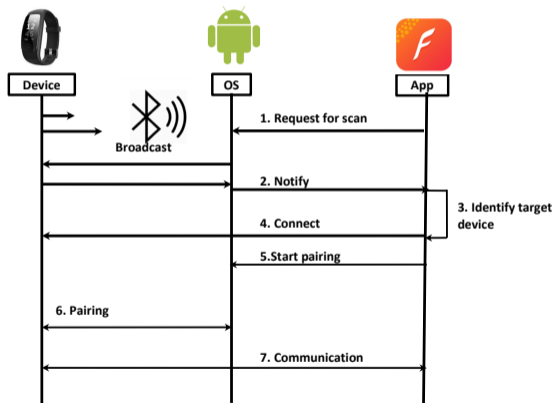 Device
OS
App
1. Request for scan
Broadcast
2. Notify
3. Identify target
device
4. Connect
5.Start pairing
6. Pairing
7. Communication